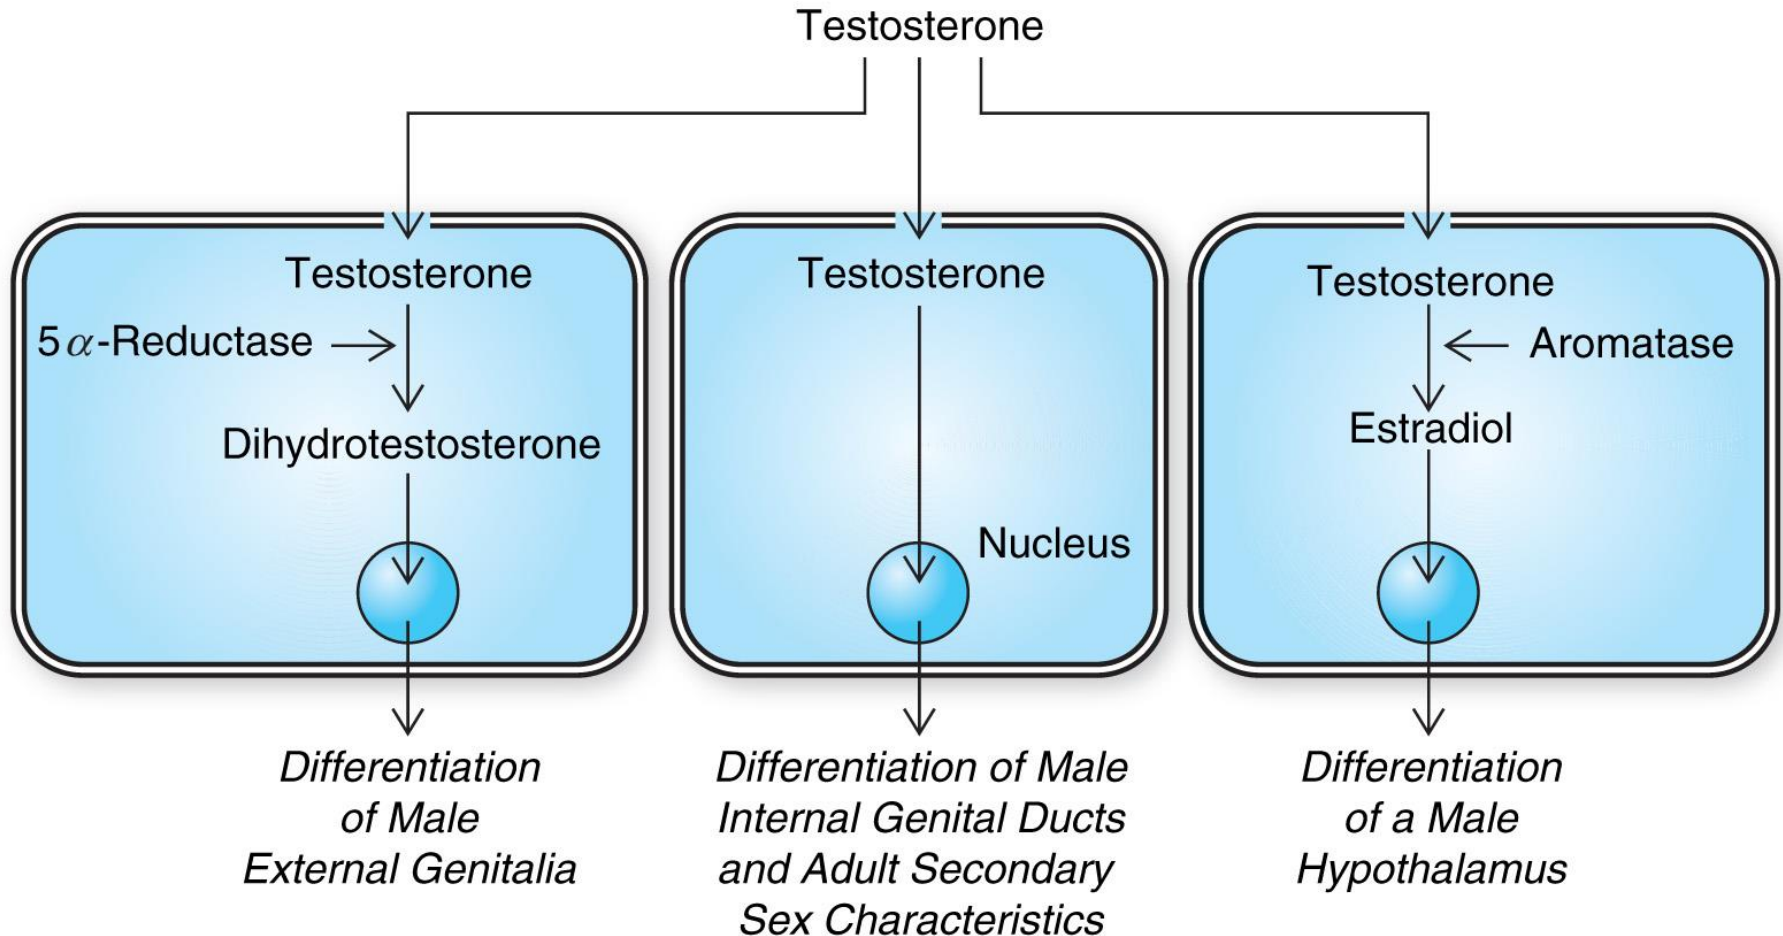 Testosterone
Testosterone
5α-Reductase
Dihydrotestosterone
Differentiation
of Male
External Genitalia
Testosterone
Nucleus
Differentiation of Male
Internal Genital Ducts
and Adult Secondary
Sex Characteristics
Testosterone
Aromatase
Estradiol
Differentiation
of a Male
Hypothalamus